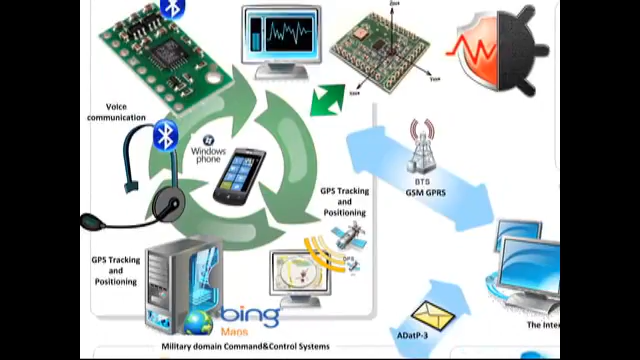 Voice
communication
Windows
phone
GPS Tracking
and
Positioning
BTS
GSM GPRS
GPS Tracking
and
Positioning
GPS
bing
Maps
ADatP-3
The Inte
Military domain Command&Control Systems